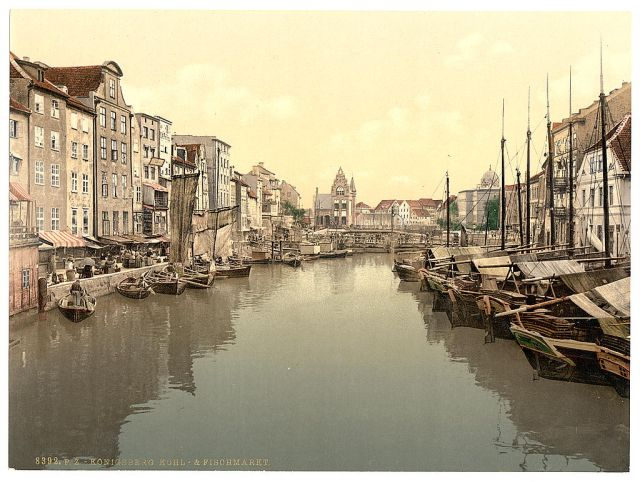 8392. P. Z. - KÖNIGSBERG KOHL- & FISCHMARKT